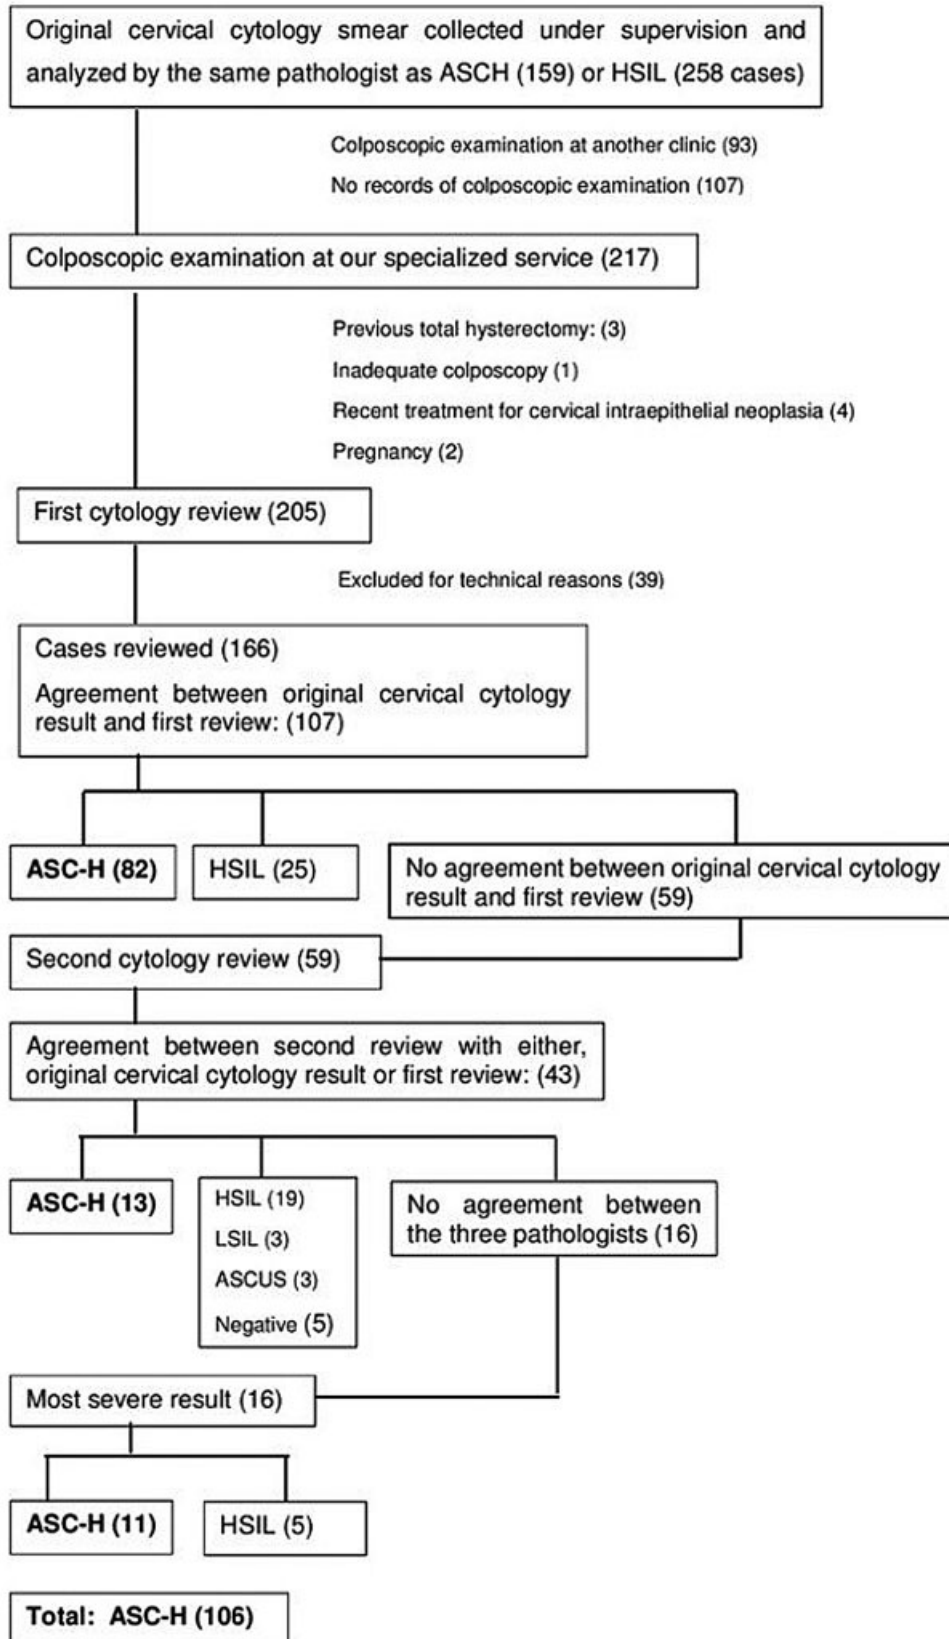 Original cervical cytology smear collected under supervision and
analyzed by the same pathologist as ASCH (159) or HSIL (258 cases)
Colposcopic examination at another clinic (93)
No records of colposcopic examination (107)
Colposcopic examination at our specialized service (217)
Previous total hysterectomy: (3)
Inadequate colposcopy (1)
Recent treatment for cervical intraepithelial neoplasia (4)
Pregnancy (2)
First cytology review (205)
Excluded for technical reasons (39)
Cases reviewed (166)
Agreement between original cervical cytology
result and first review: (107)
ASC-H (82)
HSIL (25)
No agreement between original cervical cytology
result and first review (59)
Second cytology review (59)
Agreement between second review with either,
original cervical cytology result or first review: (43)
ASC-H (13)
HSIL (19)
LSIL (3)
ASCUS (3)
Negative (5)
No agreement between
the three pathologists (16)
Most severe result (16)
ASC-H (11)
HSIL (5)
Total: ASC-H (106)